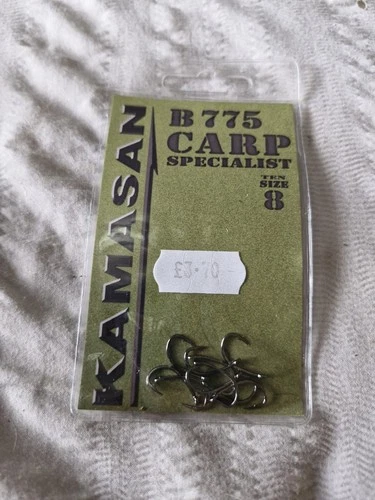 KAMASAN
B 775
CARP
SPECIALIST
TEN
SIZE
8
£3.70